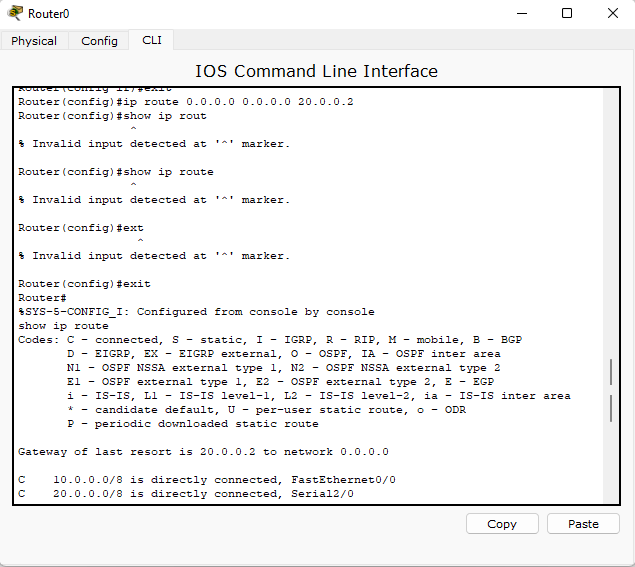 Router0
Physical Config CLI
IOS Command Line Interface
Router(config-if)#exit
Router(config)#ip route 0.0.0.0 0.0.0.0 20.0.0.2
Router(config)#show ip rout
^
% Invalid input detected at '^' marker.
Router(config)#show ip route
^
% Invalid input detected at '^' marker.
Router(config)#ext
^
% Invalid input detected at '^' marker.
Router(config)#exit
Router#
%SYS-5-CONFIG_I: Configured from console by console
show ip route
Codes: C - connected, S - static, I - IGRP, R - RIP, M - mobile, B - BGP
D - EIGRP, EX - EIGRP external, O - OSPF, IA - OSPF inter area
N1 - OSPF NSSA external type 1, N2 - OSPF NSSA external type 2
E1 - OSPF external type 1, E2 - OSPF external type 2, E - EGP
i - IS-IS, L1 - IS-IS level-1, L2 - IS-IS level-2, ia - IS-IS inter area
* - candidate default, U - per-user static route, o - ODR
P - periodic downloaded static route
Gateway of last resort is 20.0.0.2 to network 0.0.0.0
C 10.0.0.0/8 is directly connected, FastEthernet0/0
C 20.0.0.0/8 is directly connected, Serial2/0
Copy Paste